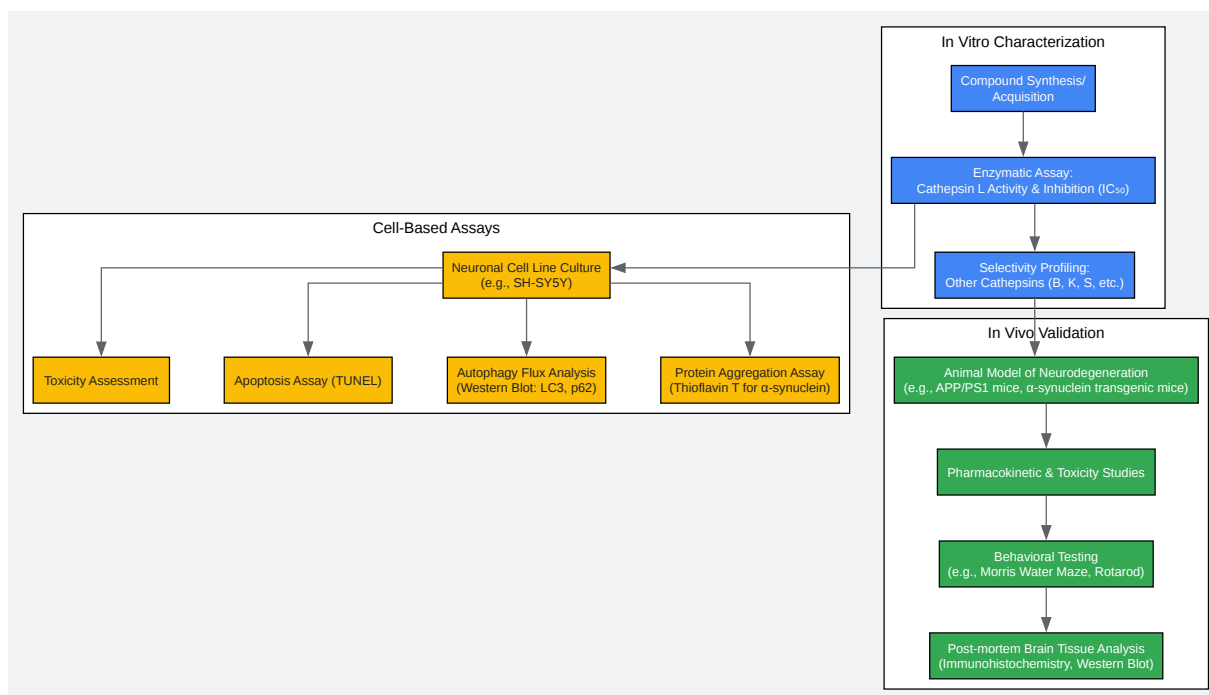 In Vitro Characterization
Compound Synthesis/
Acquisition
Enzymatic Assay:
Cathepsin L Activity & Inhibition (IC₅₀)
Selectivity Profiling:
Other Cathepsins (B, K, S, etc.)
Cell-Based Assays
Neuronal Cell Line Culture
(e.g., SH-SY5Y)
Toxicity Assessment
Apoptosis Assay (TUNEL)
Autophagy Flux Analysis
(Western Blot: LC3, p62)
Protein Aggregation Assay
(Thioflavin T for α-synuclein)
In Vivo Validation
Animal Model of Neurodegeneration
(e.g., APP/PS1 mice, α-synuclein transgenic mice)
Pharmacokinetic & Toxicity Studies
Behavioral Testing
(e.g., Morris Water Maze, Rotarod)
Post-mortem Brain Tissue Analysis
(Immunohistochemistry, Western Blot)